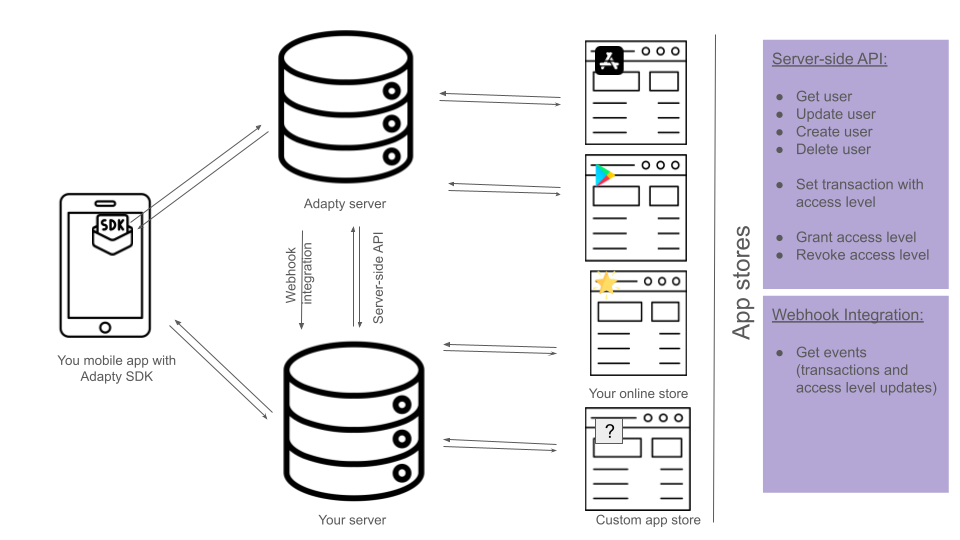 SDK
You mobile app with
Adapty SDK
Adapty server
Webhook
integration
Server-side API
Your server
Your online store
?
Custom app store
App stores
Server-side API:
● Get user
● Update user
● Create user
● Delete user
● Set transaction with
access level
● Grant access level
● Revoke access level
Webhook Integration:
● Get events
(transactions and
access level updates)